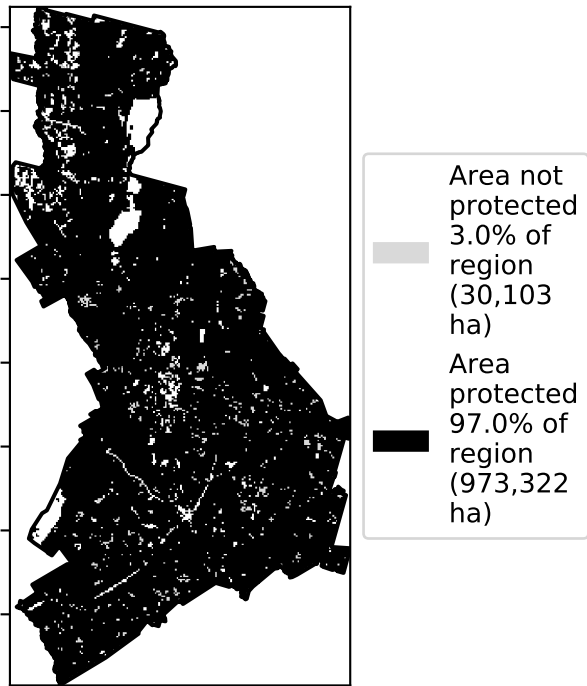 Area not
protected
3.0% of
region
(30,103
ha)
Area
protected
97.0% of
region
(973,322
ha)